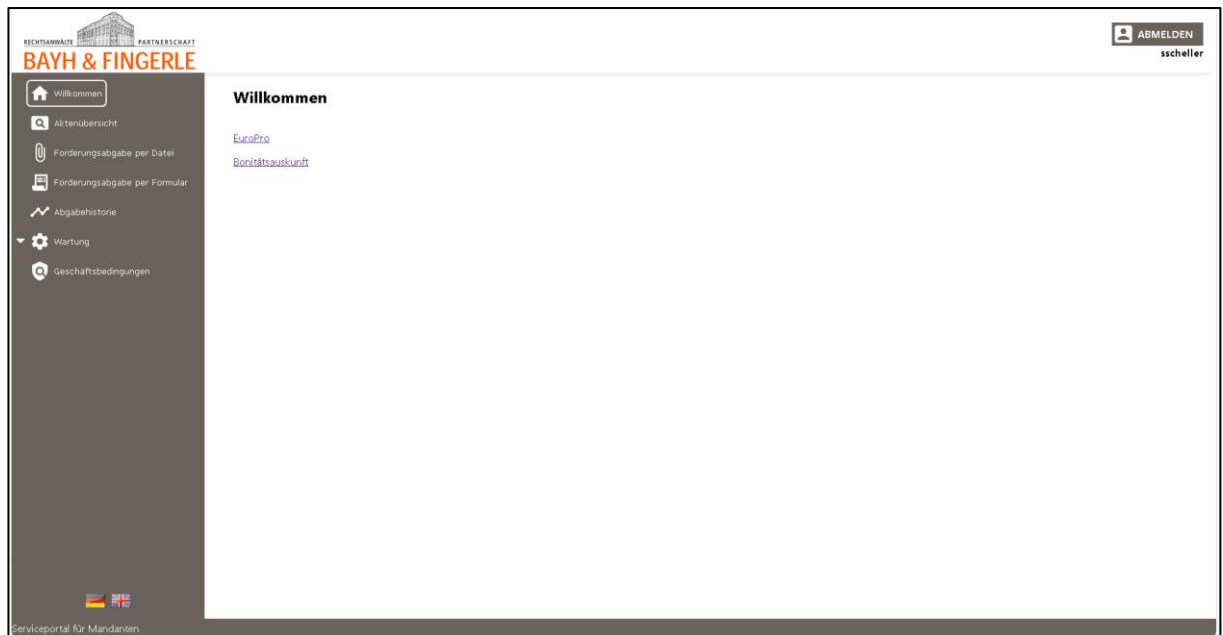 RECHTSANWÄLTE PARTNERSCHAFT
BAYH & FINGERLE
ABMELDEN
sscheller
Willkommen
Aktenübersicht
Forderungsabgabe per Datei
Forderungsabgabe per Formular
Abgabehistorie
Wartung
Geschäftsbedingungen
Willkommen
EuroPro
Bonitätsauskunft
Serviceportal für Mandanten